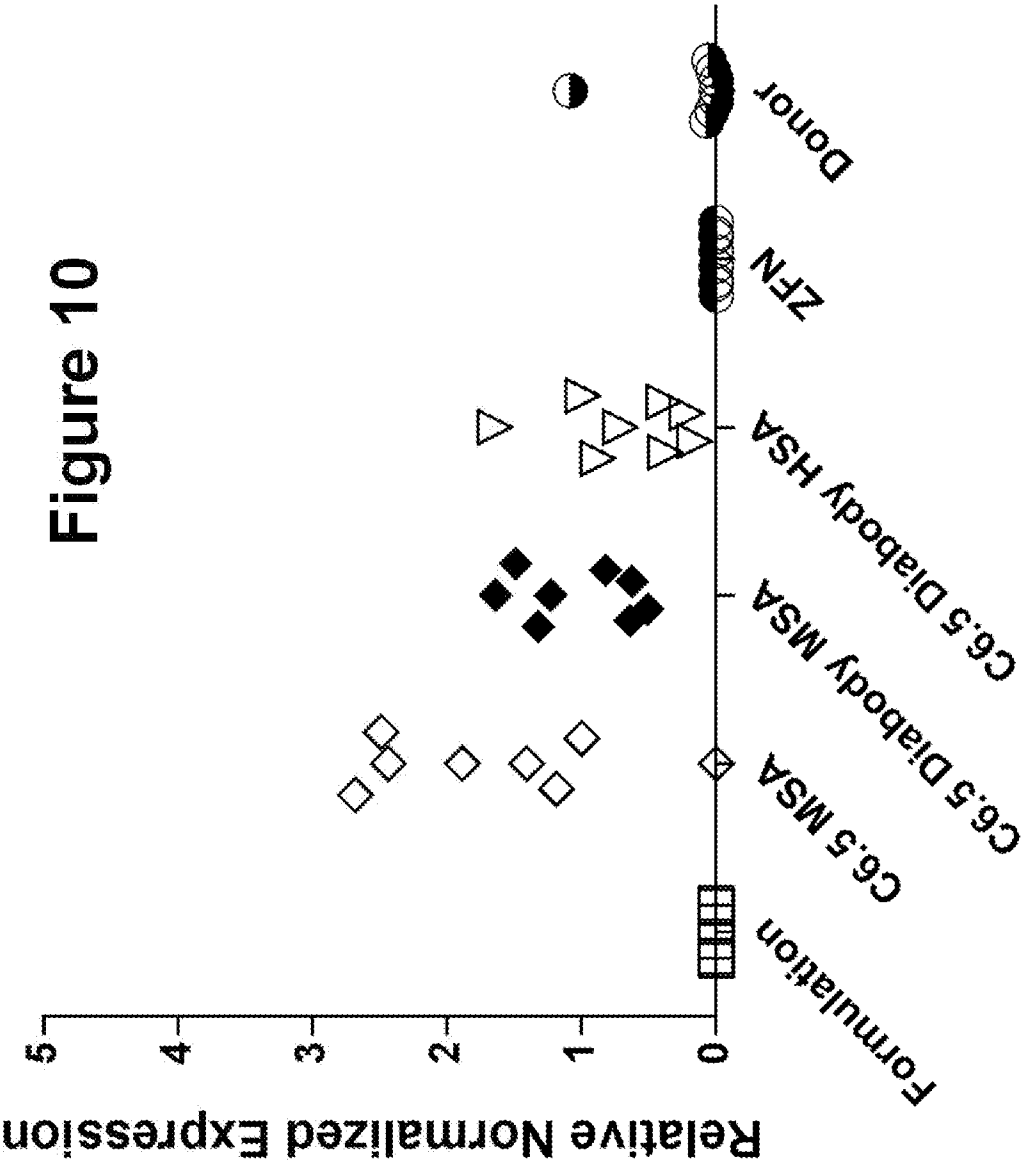 Figure 10
Relative Normalized Expression
5
4
3
2
1
0
Formulation
C6.5 MSA
C6.5 Diabody MSA
C6.5 Diabody HSA
ZFN
Donor